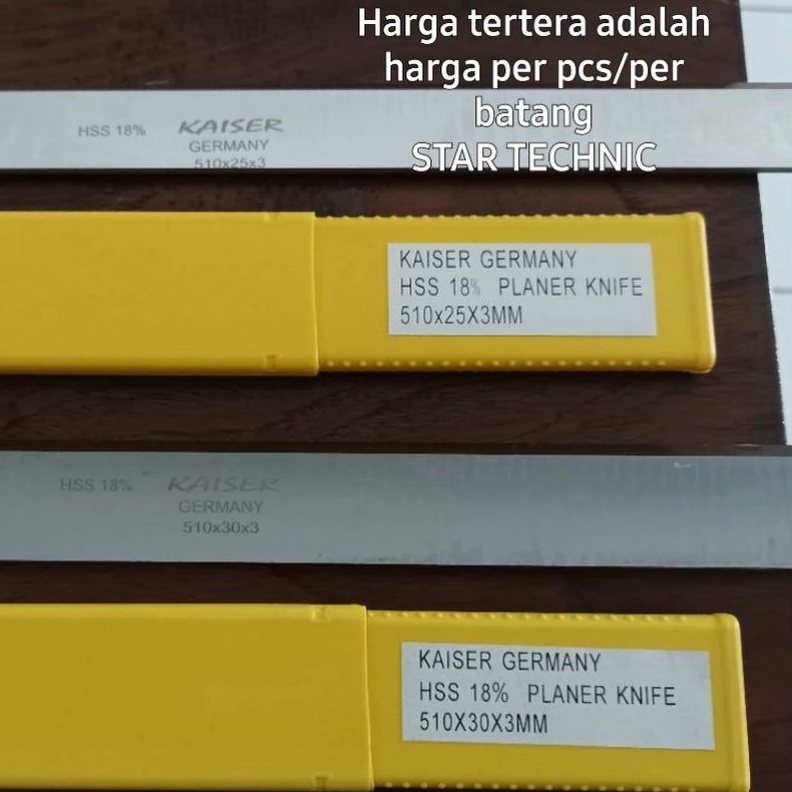 Harga tertera adalah
harga per pcs/per
batang
STAR TECHNIC
HSS 18% KAISER
GERMANY
510x25x3
KAISER GERMANY
HSS 18% PLANER KNIFE
510x25X3MM
HSS 18% KAISER
GERMANY
510x30x3
KAISER GERMANY
HSS 18% PLANER KNIFE
510X30X3MM